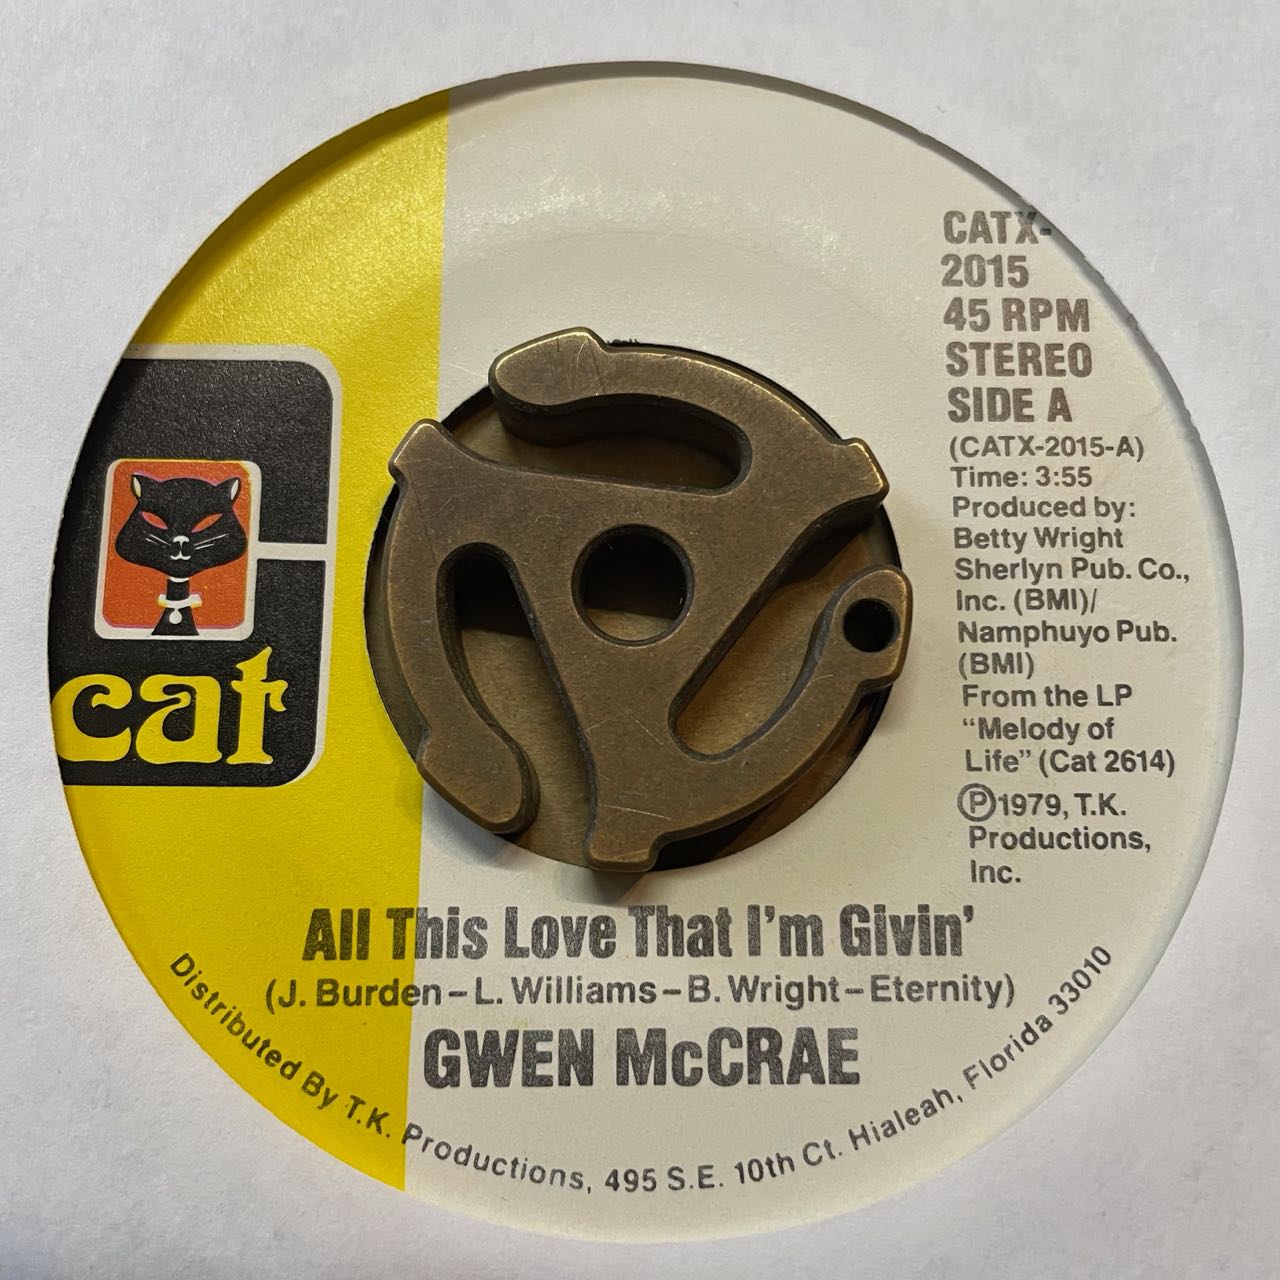 CATX-
2015
45 RPM
STEREO
SIDE A
(CATX-2015-A)
Time: 3:55
Produced by:
Betty Wright
Sherlyn Pub. Co.,
Inc. (BMI)/
Namphuyo Pub.
(BMI)
From the LP
“Melody of
Life” (Cat 2614)
Ⓟ1979, T.K.
Productions,
Inc.
cat
All This Love That I'm Givin'
(J. Burden–L. Williams–B. Wright–Eternity)
GWEN McCRAE
Distributed By T.K. Productions, 495 S.E. 10th Ct. Hialeah, Florida 33010